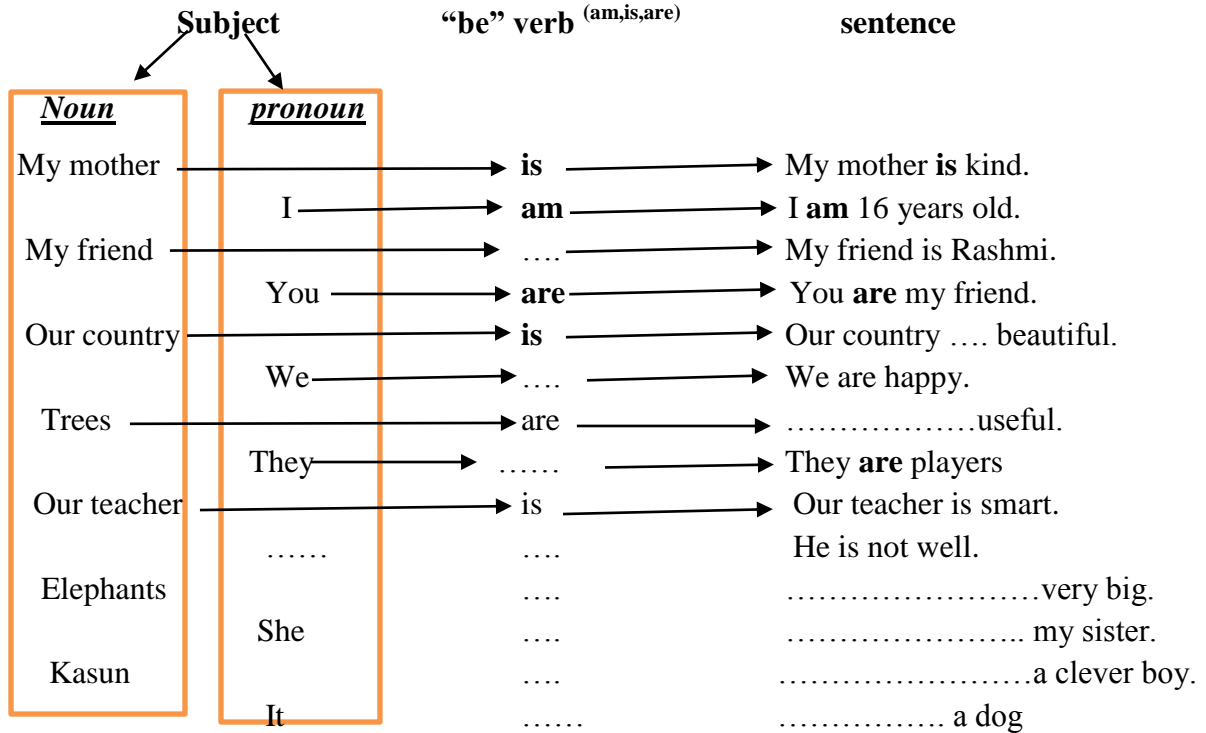 Subject “be” verb (am,is,are) sentence
Noun pronoun
My mother is My mother is kind.
I am I am 16 years old.
My friend …. My friend is Rashmi.
You are You are my friend.
Our country is Our country …. beautiful.
We …. We are happy.
Trees are ………………useful.
They …… They are players
Our teacher is Our teacher is smart.
…… …. He is not well.
Elephants …. ……………………very big.
She …. ………………….. my sister.
Kasun …. ……………………a clever boy.
It …… ……………. a dog